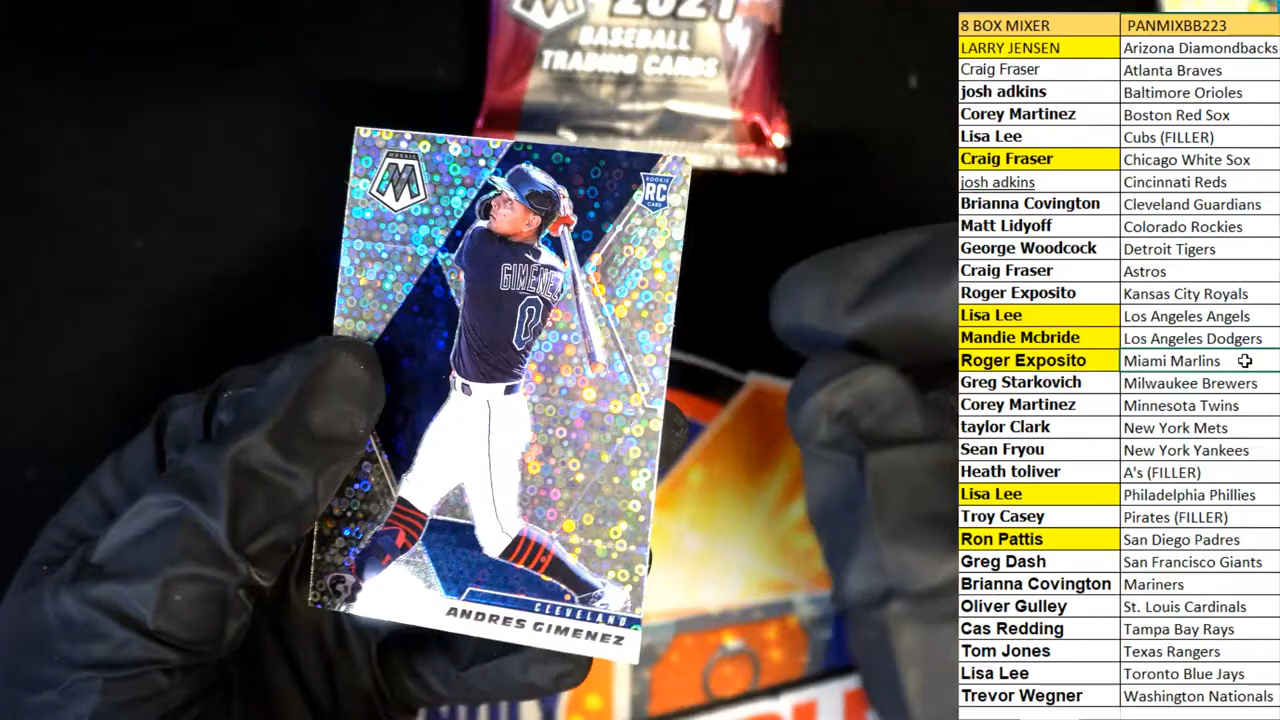 2021
BASEBALL
TRADING CARDS
MOSAIC
M
ROOKIE
RC
CARD
GIMENEZ
0
CLEVELAND
ANDRES GIMENEZ
8 BOX MIXER PANMIXBB223
LARRY JENSEN Arizona Diamondbacks
Craig Fraser Atlanta Braves
josh adkins Baltimore Orioles
Corey Martinez Boston Red Sox
Lisa Lee Cubs (FILLER)
Craig Fraser Chicago White Sox
josh adkins Cincinnati Reds
Brianna Covington Cleveland Guardians
Matt Lidyoff Colorado Rockies
George Woodcock Detroit Tigers
Craig Fraser Astros
Roger Exposito Kansas City Royals
Lisa Lee Los Angeles Angels
Mandie Mcbride Los Angeles Dodgers
Roger Exposito Miami Marlins
Greg Starkovich Milwaukee Brewers
Corey Martinez Minnesota Twins
taylor Clark New York Mets
Sean Fryou New York Yankees
Heath toliver A's (FILLER)
Lisa Lee Philadelphia Phillies
Troy Casey Pirates (FILLER)
Ron Pattis San Diego Padres
Greg Dash San Francisco Giants
Brianna Covington Mariners
Oliver Gulley St. Louis Cardinals
Cas Redding Tampa Bay Rays
Tom Jones Texas Rangers
Lisa Lee Toronto Blue Jays
Trevor Wegner Washington Nationals